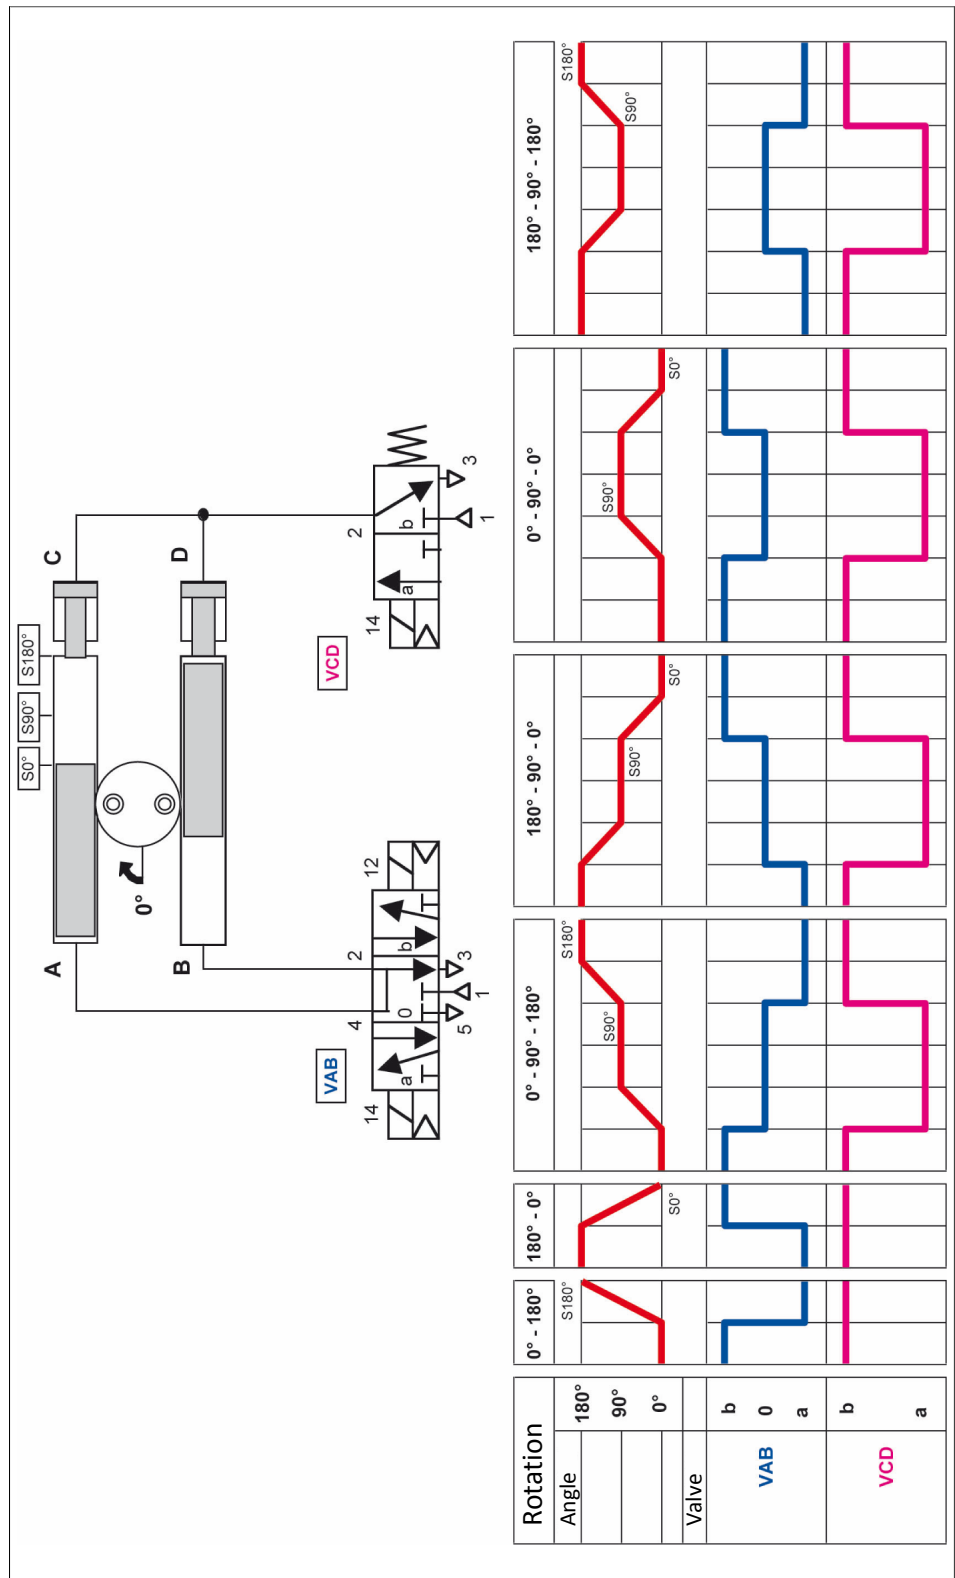 S0°
S90°
S180°
A
C
0°
B
D
VAB
VCD
14
4
2
12
a
0
b
5
1
3
14
2
a
b
1
3
Rotation
0° - 180°
180° - 0°
0° - 90° - 180°
180° - 90° - 0°
0° - 90° - 0°
180° - 90° - 180°
Angle
180°
90°
0°
S180°
S0°
S90°
S180°
S90°
S0°
S90°
S0°
S90°
S180°
Valve
VAB
b
0
a
VCD
b
a